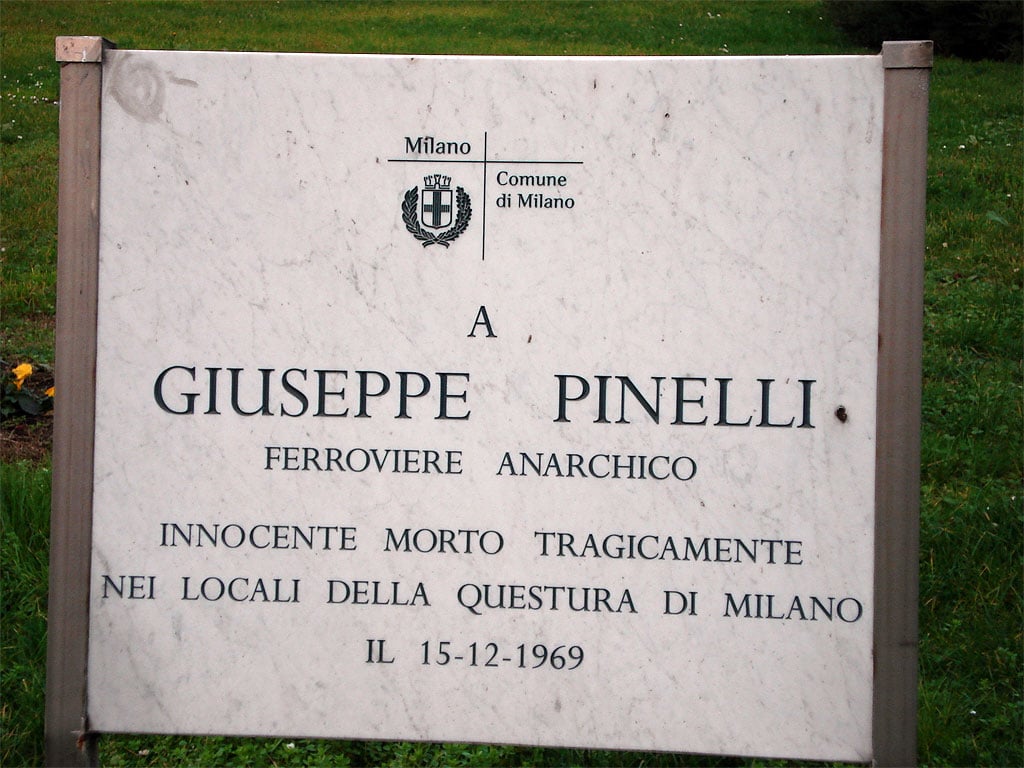 Milano
Comune
di Milano
A
GIUSEPPE PINELLI
FERROVIERE ANARCHICO
INNOCENTE MORTO TRAGICAMENTE
NEI LOCALI DELLA QUESTURA DI MILANO
IL 15-12-1969